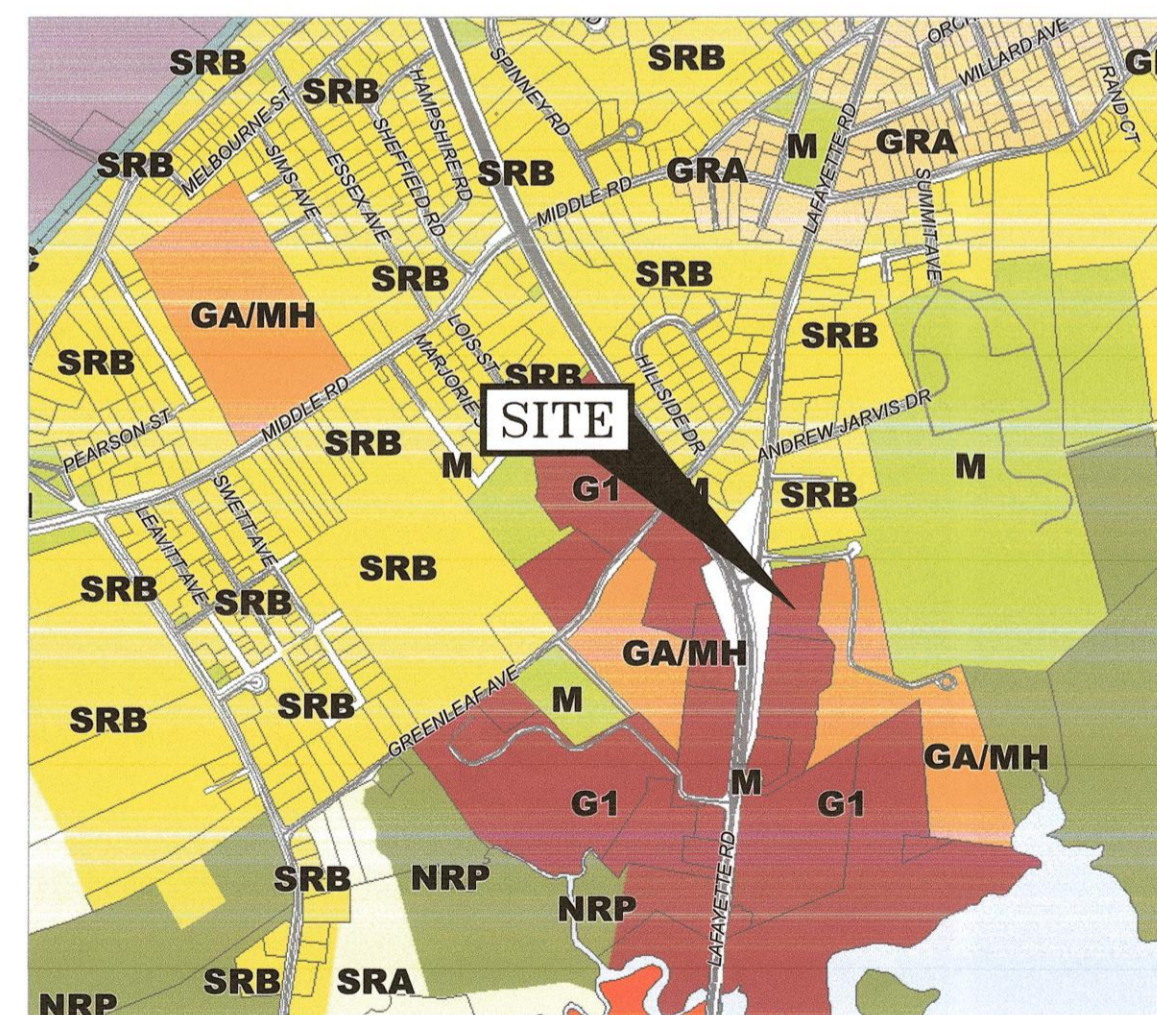 ORC
WILLARD AVE
SRB
SRB
SRB
HAMPSHIRE RD
SPINNEY RD
RAND CT
MELBOURNE ST
SHEFFIELD RD
M
LAFAYETTE RD
GRA
SRB
SIMS AVE
ESSEX AVE
SRB
MIDDLE RD
GRA
SUMMIT AVE
SRB
SRB
GA/MH
LOIS ST
SRB
SRB
MARJORIE S
SRB
HILLSIDE DR
SITE
PEARSON ST
MIDDLE RD
SRB
ANDREW JARVIS DR
M
M
G1
SRB
SWETT AVE
LEAVITT AVE
SRB
SRB
SRB
GA/MH
M
SRB
SRB
GREENLEAF AVE
GA/MH
M
G1
G1
LAFAYETTE RD
SRB
NRP
NRP
SRB
SRA
NRP